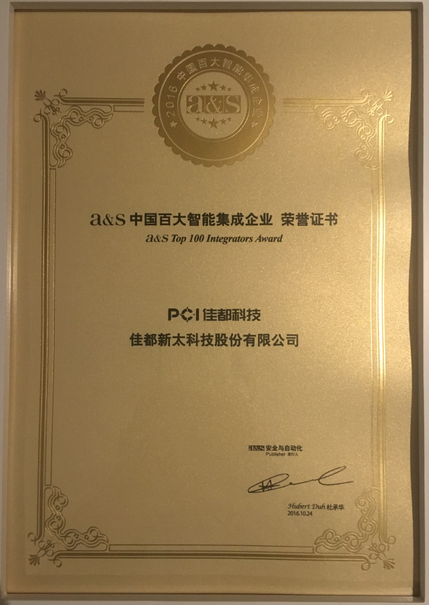 2016 中国百大智能集成企业
a&s
a&s 中国百大智能集成企业 荣誉证书
a&s Top 100 Integrators Award
PCI 佳都科技
佳都新太科技股份有限公司
a&s 安全与自动化
Publisher 发行人
Hubert Duh 杜承华
2016.10.24